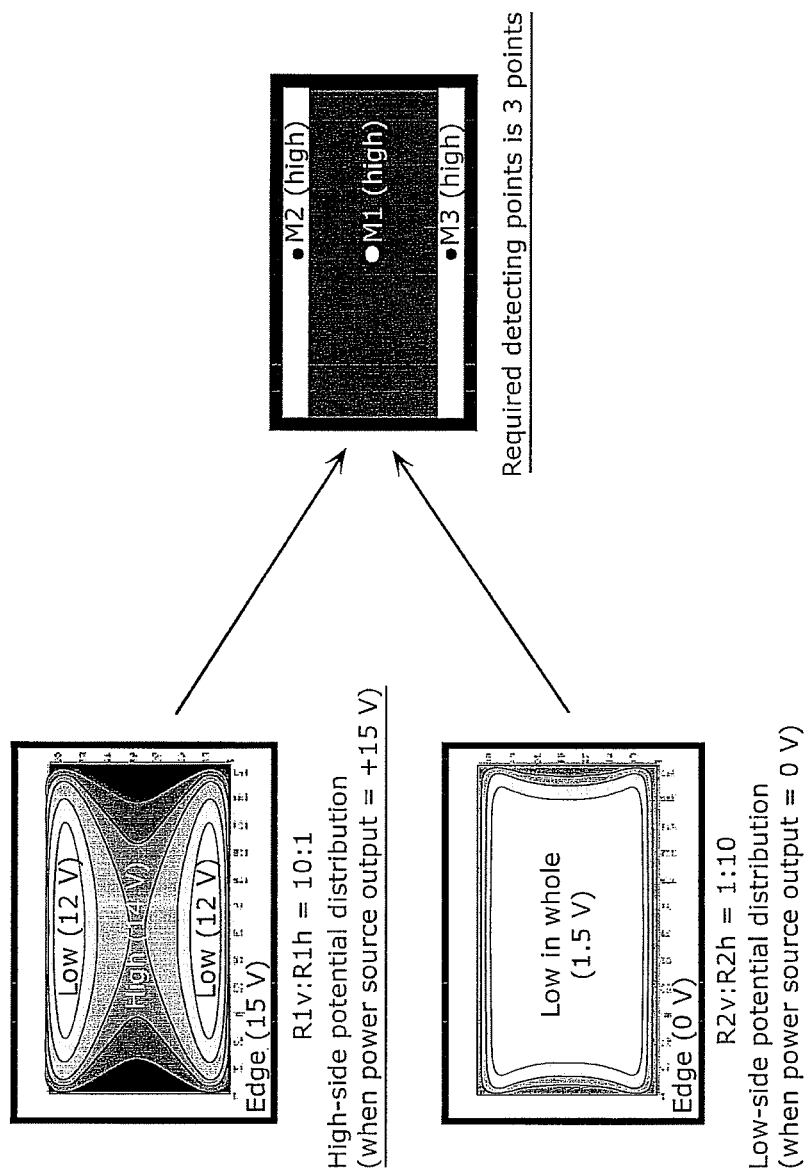 Low (12 V)
High (14 V)
Low (12 V)
Edge (15 V)
R1v:R1h = 10:1
High-side potential distribution
(when power source output = +15 V)
Low in whole
(1.5 V)
Edge (0 V)
R2v:R2h = 1:10
Low-side potential distribution
(when power source output = 0 V)
M2 (high)
M1 (high)
M3 (high)
Required detecting points is 3 points